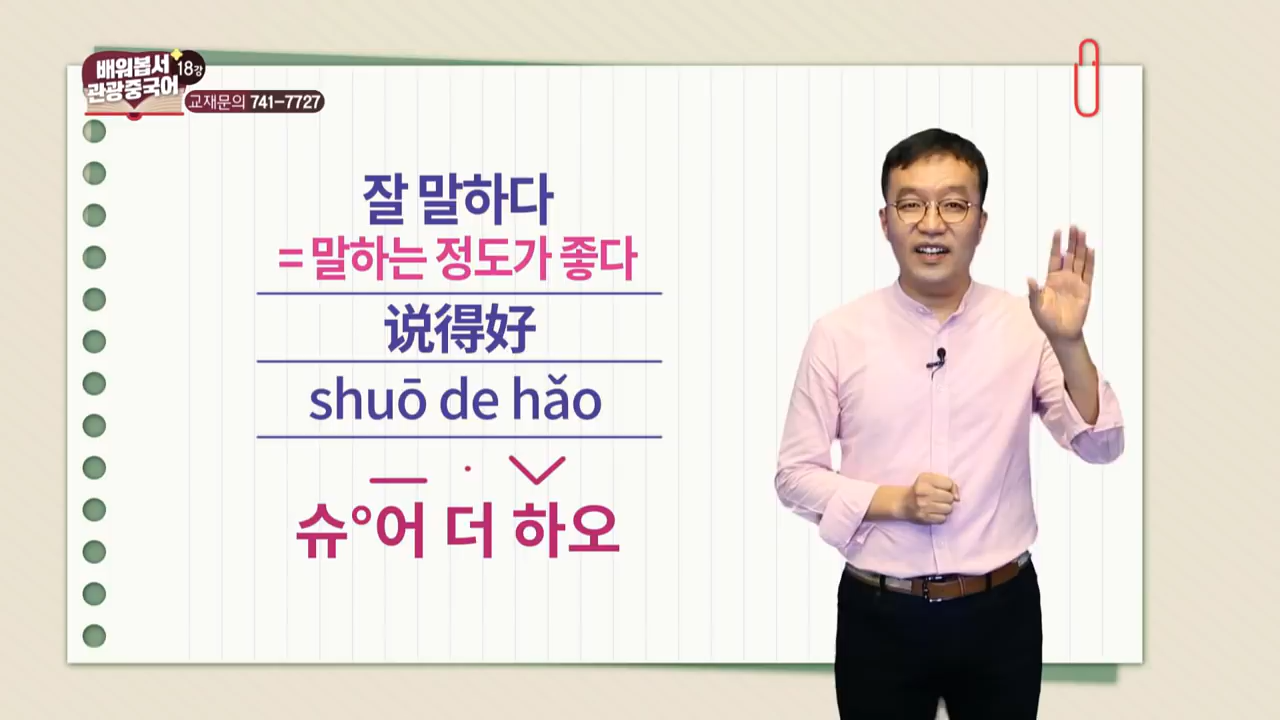 배워봅서 18강
관광중국어
교재문의 741-7727
잘 말하다
= 말하는 정도가 좋다
说得好
shuō de hǎo
슈°어 더 하오